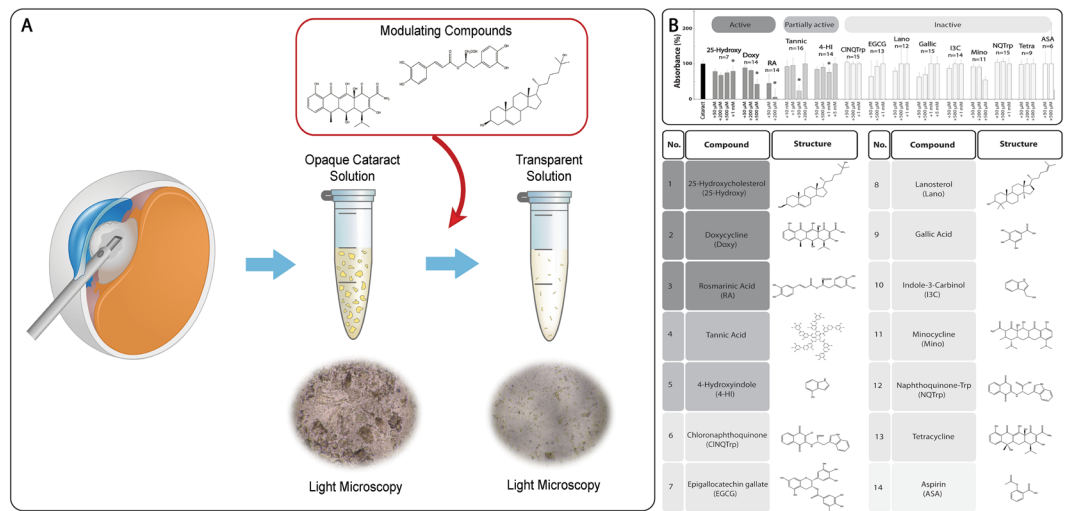 A
Modulating Compounds
Opaque Cataract
Solution
Transparent
Solution
Light Microscopy
Light Microscopy
B
Active
Partially active
Inactive
Absorbance (%)
200
100
0
Cataract
25-Hydroxy
n=7
Doxy
n=14
RA
n=14
Tannic
n=16
4-HI
n=14
ClNQTrp
n=15
EGCG
n=13
Lano
n=12
Gallic
n=15
I3C
n=14
Mino
n=11
NQTrp
n=15
Tetra
n=9
ASA
n=6
No.
Compound
Structure
1
25-Hydroxycholesterol
(25-Hydroxy)
2
Doxycycline
(Doxy)
3
Rosmarinic Acid
(RA)
4
Tannic Acid
5
4-Hydroxyindole
(4-HI)
6
Chloronaphthoquinone
(ClNQTrp)
7
Epigallocatechin gallate
(EGCG)
No.
Compound
Structure
8
Lanosterol
(Lano)
9
Gallic Acid
10
Indole-3-Carbinol
(I3C)
11
Minocycline
(Mino)
12
Naphthoquinone-Trp
(NQTrp)
13
Tetracycline
14
Aspirin
(ASA)